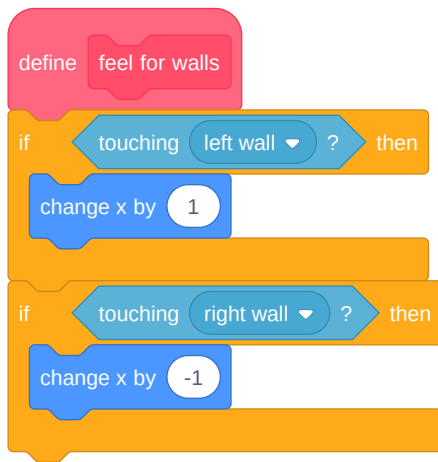 define feel for walls
if touching left wall ? then
change x by 1
if touching right wall ? then
change x by -1